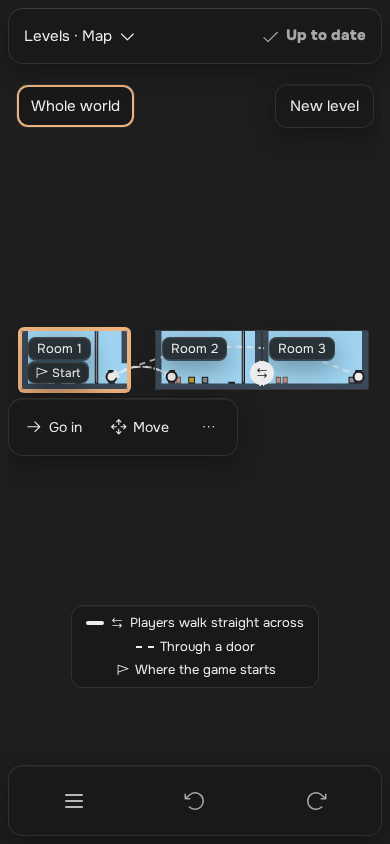 Levels · Map
Up to date
Whole world
New level
Room 1
Room 2
Room 3
Start
Go in
Move
...
Players walk straight across
Through a door
Where the game starts